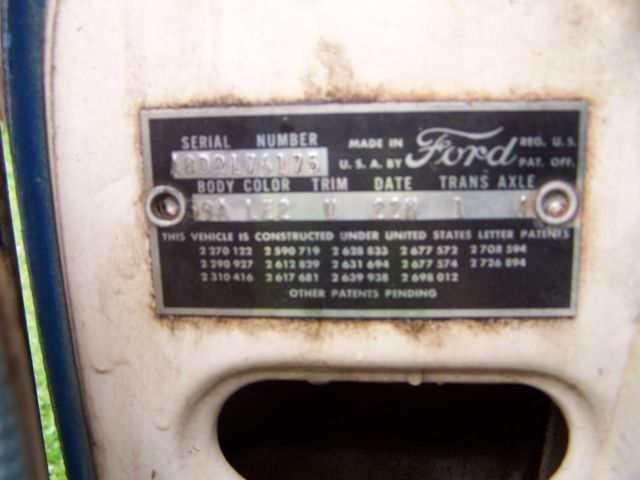 SERIAL NUMBER
MADE IN Ford REG. U.S.
U.S.A. BY PAT. OFF.
BODY COLOR TRIM DATE TRANS AXLE
THIS VEHICLE IS CONSTRUCTED UNDER UNITED STATES LETTER PATENTS
2 270 122 2 590 719 2 628 833 2 677 572 2 708 594
2 290 927 2 612 829 2 631 694 2 677 574 2 726 894
2 310 416 2 617 681 2 639 938 2 698 012
OTHER PATENTS PENDING